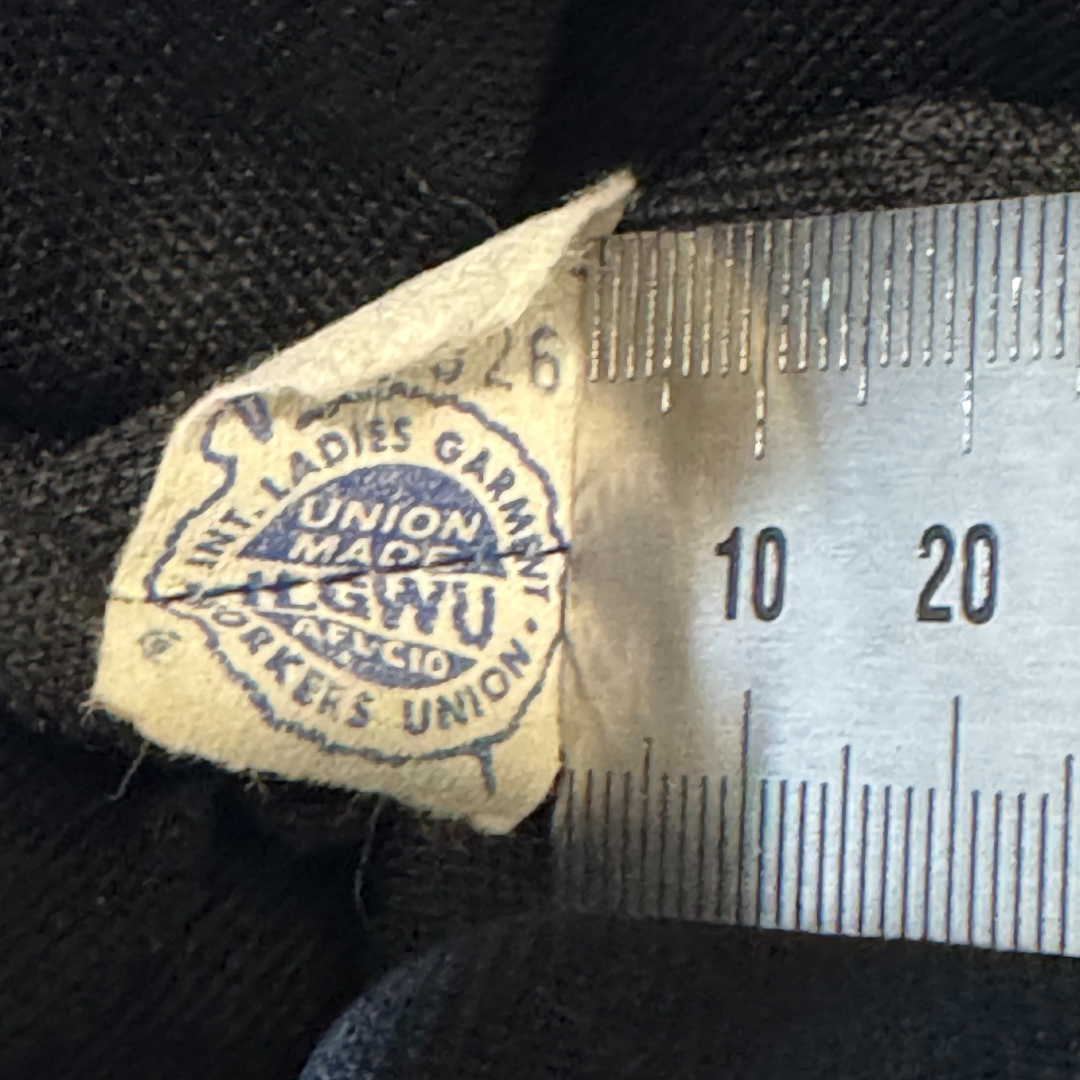 26
INT. LADIES GARMENT
UNION
MADE
ILGWU
AFL-CIO
WORKERS UNION •
®
10 20